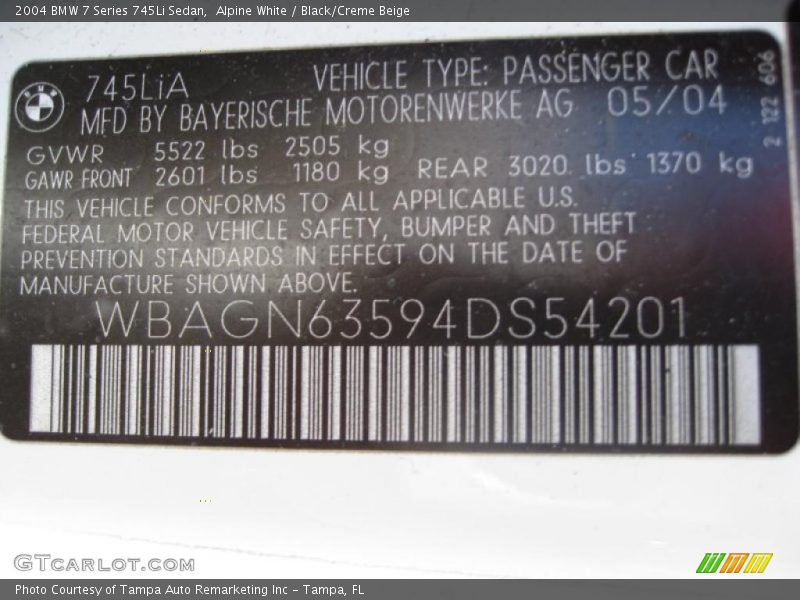 2004 BMW 7 Series 745Li Sedan, Alpine White / Black/Creme Beige
BMW
745LiA VEHICLE TYPE: PASSENGER CAR
MFD BY BAYERISCHE MOTORENWERKE AG 05/04
GVWR 5522 lbs 2505 kg
GAWR FRONT 2601 lbs 1180 kg REAR 3020 lbs 1370 kg
THIS VEHICLE CONFORMS TO ALL APPLICABLE U.S.
FEDERAL MOTOR VEHICLE SAFETY, BUMPER AND THEFT
PREVENTION STANDARDS IN EFFECT ON THE DATE OF
MANUFACTURE SHOWN ABOVE.
WBAGN63594DS54201
2 122 606
GTCARLOT.COM
Photo Courtesy of Tampa Auto Remarketing Inc - Tampa, FL